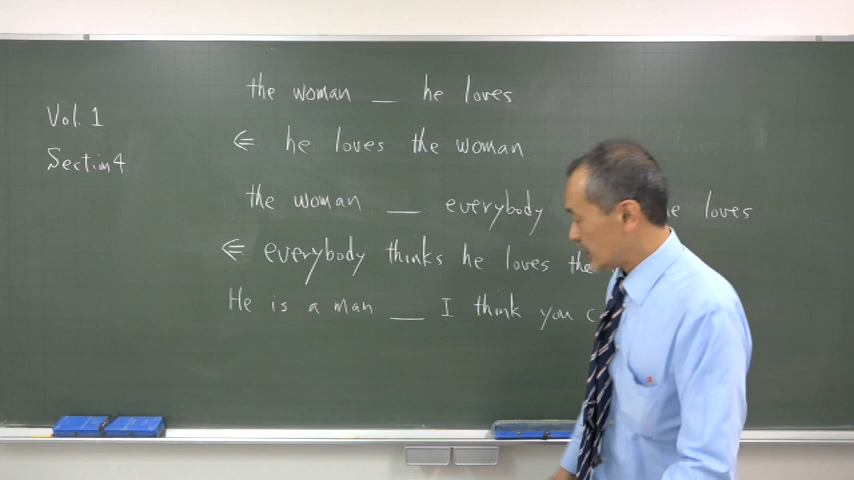 Vol. 1
Section 4
the woman __ he loves
⇐ he loves the woman
the woman __ everybody loves
⇐ everybody thinks he loves the
He is a man __ I think you